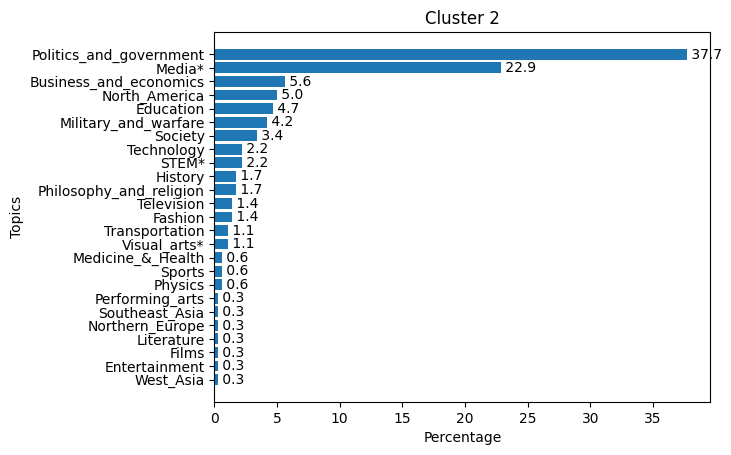 Cluster 2
Politics_and_government 37.7
Media* 22.9
Business_and_economics 5.6
North_America 5.0
Education 4.7
Military_and_warfare 4.2
Society 3.4
Technology 2.2
STEM* 2.2
History 1.7
Philosophy_and_religion 1.7
Television 1.4
Fashion 1.4
Transportation 1.1
Visual_arts* 1.1
Medicine_&_Health 0.6
Sports 0.6
Physics 0.6
Performing_arts 0.3
Southeast_Asia 0.3
Northern_Europe 0.3
Literature 0.3
Films 0.3
Entertainment 0.3
West_Asia 0.3
0 5 10 15 20 25 30 35
Percentage
Topics